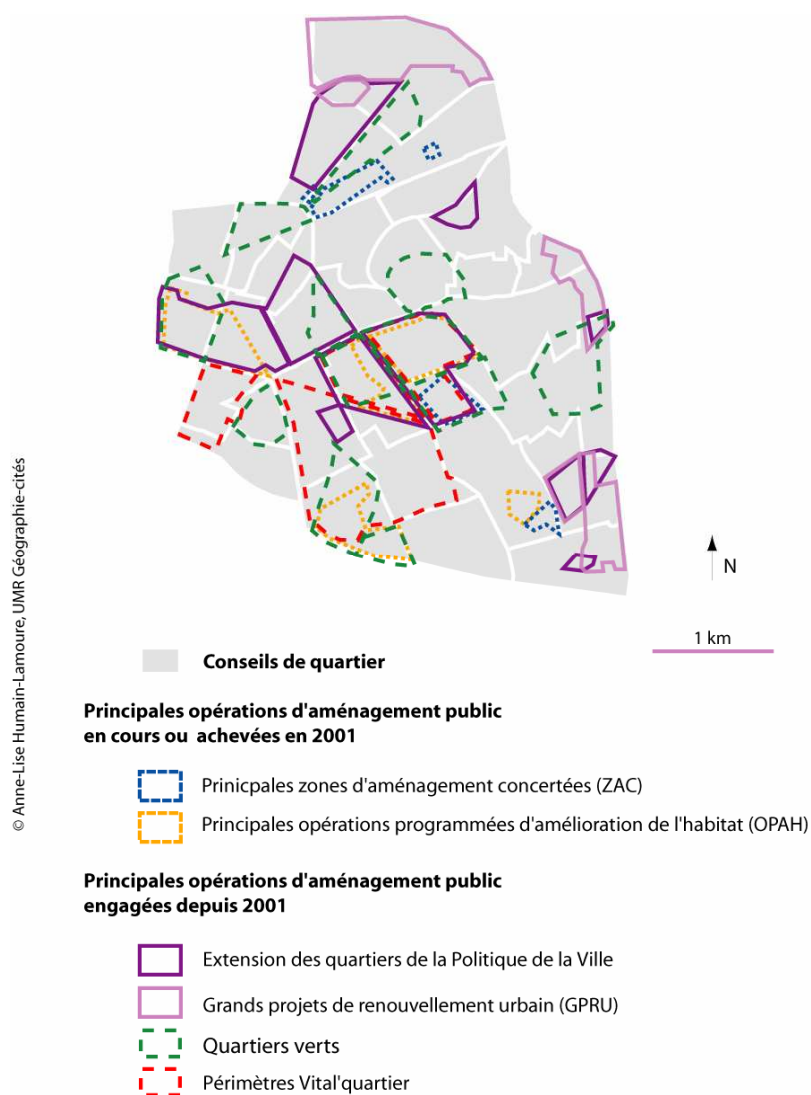 © Anne-Lise Humain-Lamoure, UMR Géographie-cités
N
1 km
Conseils de quartier
Principales opérations d'aménagement public
en cours ou achevées en 2001
Prinicpales zones d'aménagement concertées (ZAC)
Principales opérations programmées d'amélioration de l'habitat (OPAH)
Principales opérations d'aménagement public
engagées depuis 2001
Extension des quartiers de la Politique de la Ville
Grands projets de renouvellement urbain (GPRU)
Quartiers verts
Périmètres Vital'quartier